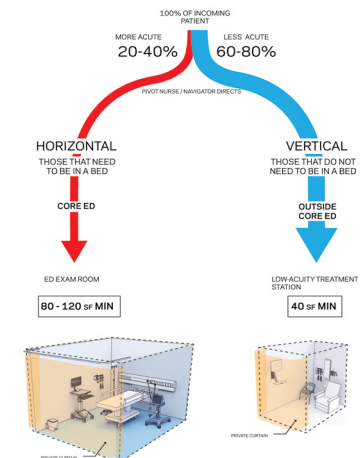 100% OF INCOMING
PATIENT
MORE ACUTE
20-40%
LESS ACUTE
60-80%
PIVOT NURSE / NAVIGATOR DIRECTS
HORIZONTAL
THOSE THAT NEED
TO BE IN A BED
CORE ED
VERTICAL
THOSE THAT DO NOT
NEED TO BE IN A BED
OUTSIDE
CORE ED
ED EXAM ROOM
80 - 120 SF MIN
LOW-ACUITY TREATMENT
STATION
40 SF MIN
PRIVATE CURTAIN
PRIVATE CURTAIN